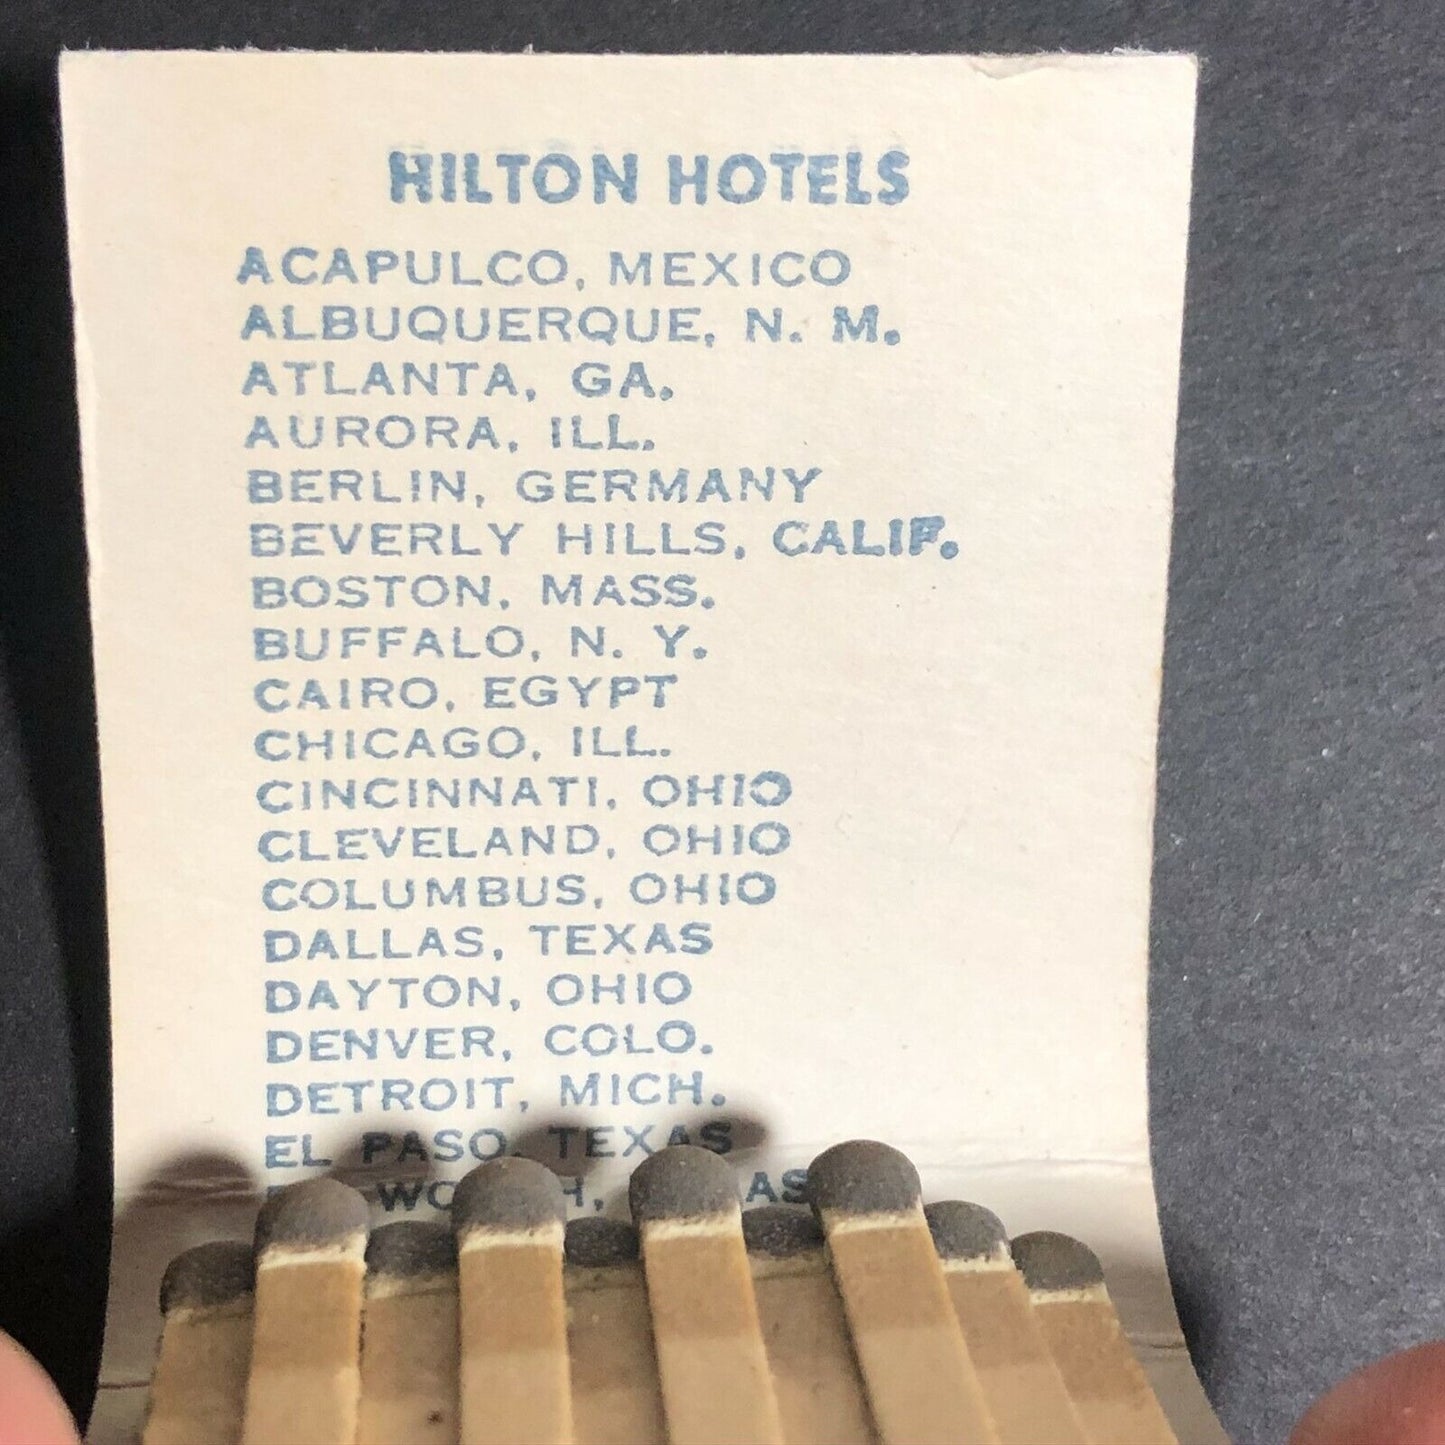 HILTON HOTELS
ACAPULCO, MEXICO
ALBUQUERQUE, N. M.
ATLANTA, GA.
AURORA, ILL.
BERLIN, GERMANY
BEVERLY HILLS, CALIF.
BOSTON, MASS.
BUFFALO, N. Y.
CAIRO, EGYPT
CHICAGO, ILL.
CINCINNATI, OHIO
CLEVELAND, OHIO
COLUMBUS, OHIO
DALLAS, TEXAS
DAYTON, OHIO
DENVER, COLO.
DETROIT, MICH.
EL PASO, TEXAS